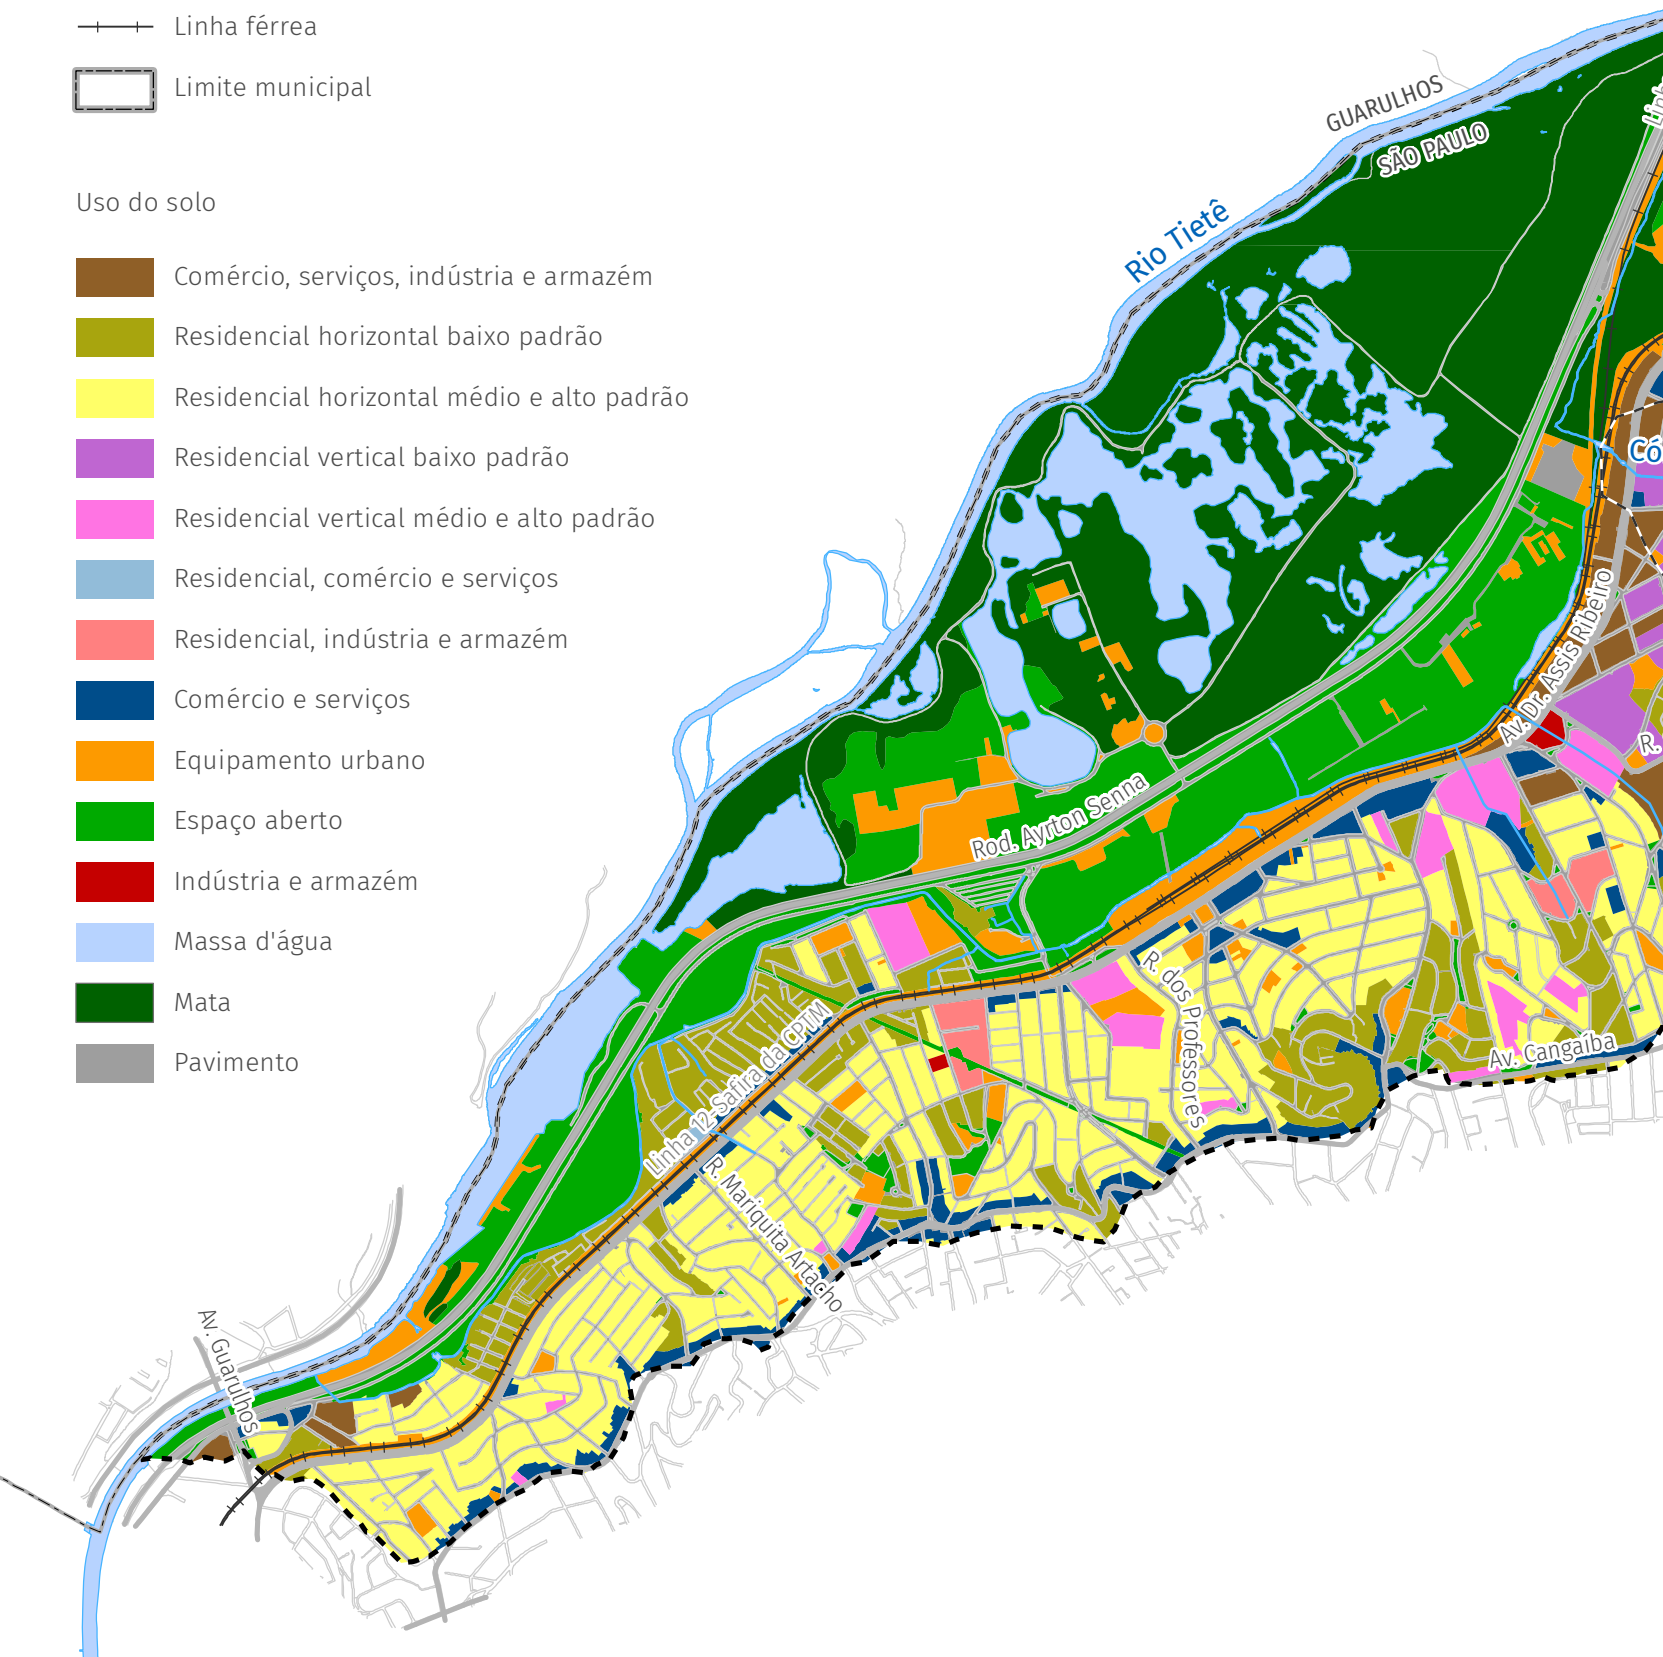 Linha férrea
Limite municipal
Uso do solo
Comércio, serviços, indústria e armazém
Residencial horizontal baixo padrão
Residencial horizontal médio e alto padrão
Residencial vertical baixo padrão
Residencial vertical médio e alto padrão
Residencial, comércio e serviços
Residencial, indústria e armazém
Comércio e serviços
Equipamento urbano
Espaço aberto
Indústria e armazém
Massa d'água
Mata
Pavimento
GUARULHOS
SÃO PAULO
Rio Tietê
Linh
Có
Av. Dr. Assis Ribeiro
R.
Rod. Ayrton Senna
R. dos Professores
Av. Cangaíba
Linha 12-Safira da CPTM
R. Mariquita Artacho
Av. Guarulhos